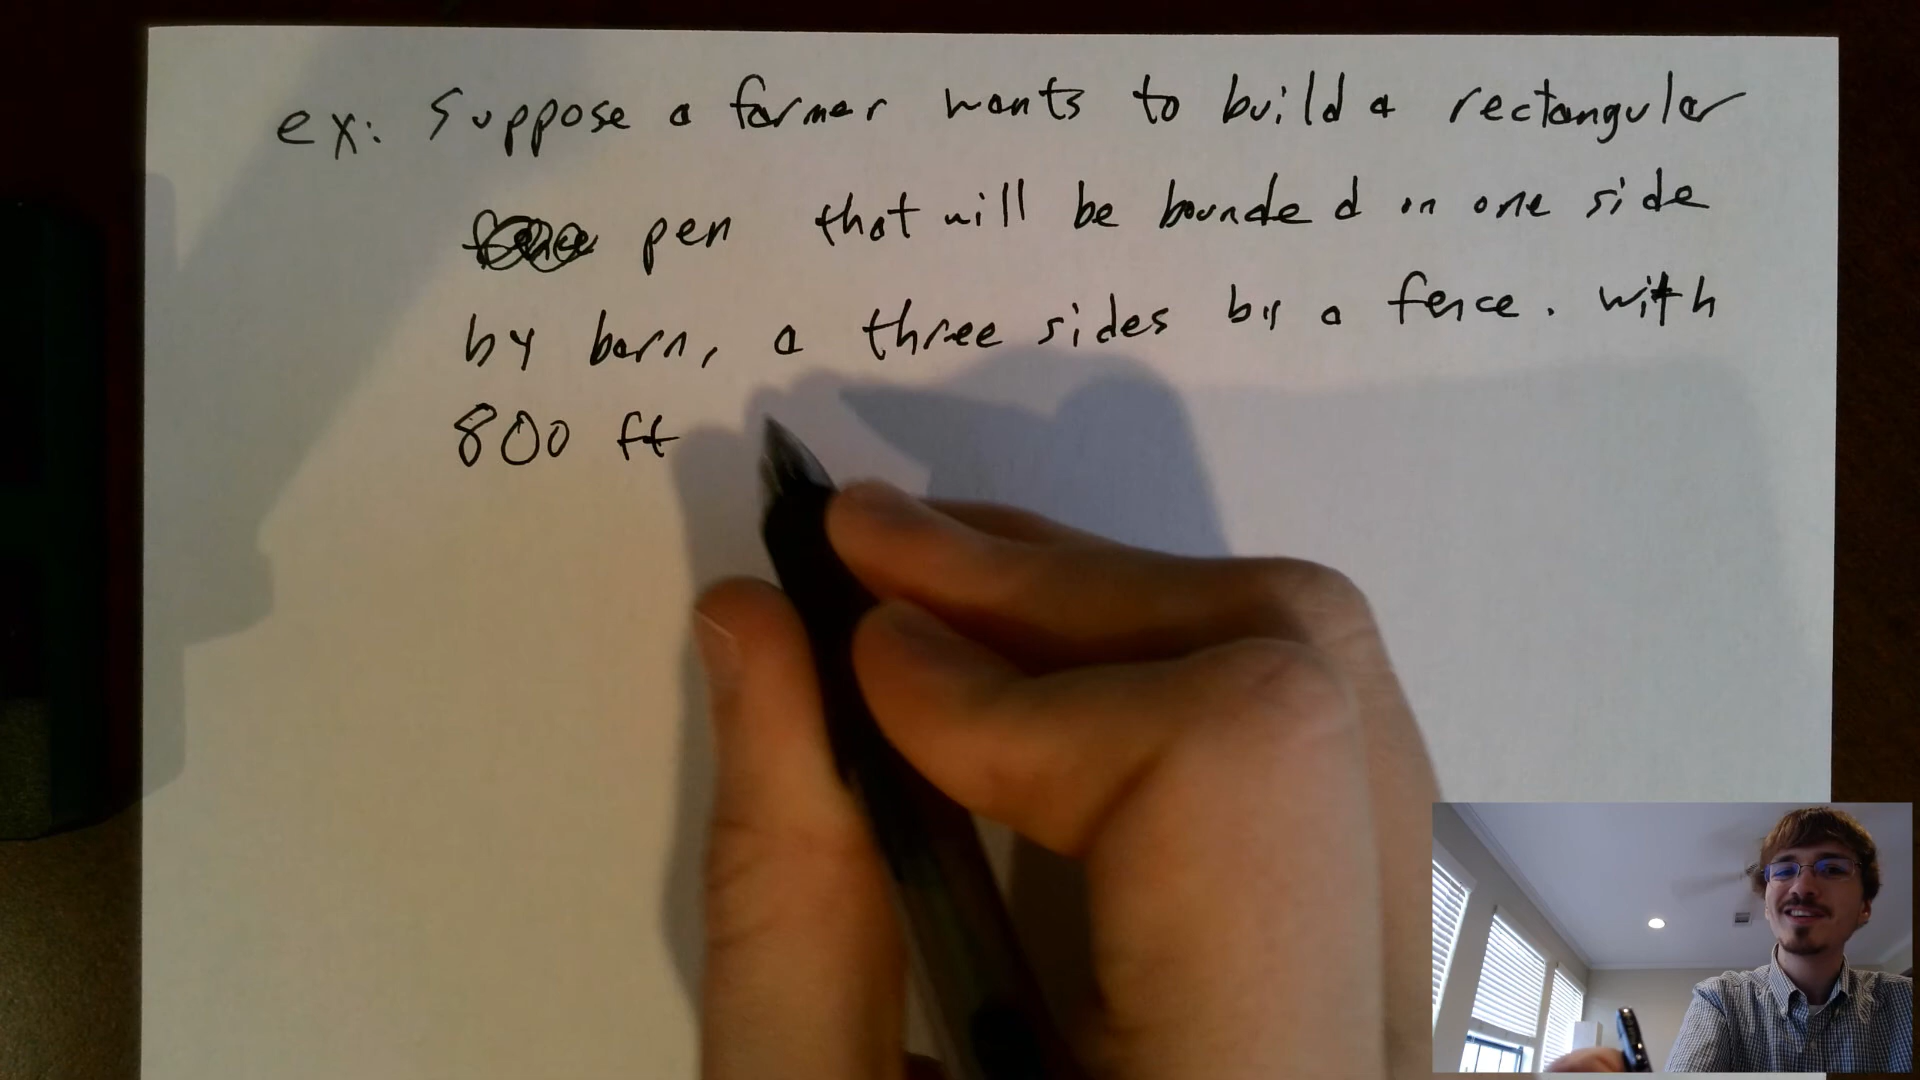 ex: Suppose a farmer wants to build a rectangular
pen that will be bounded on one side
by barn, a three sides by a fence. with
800 ft